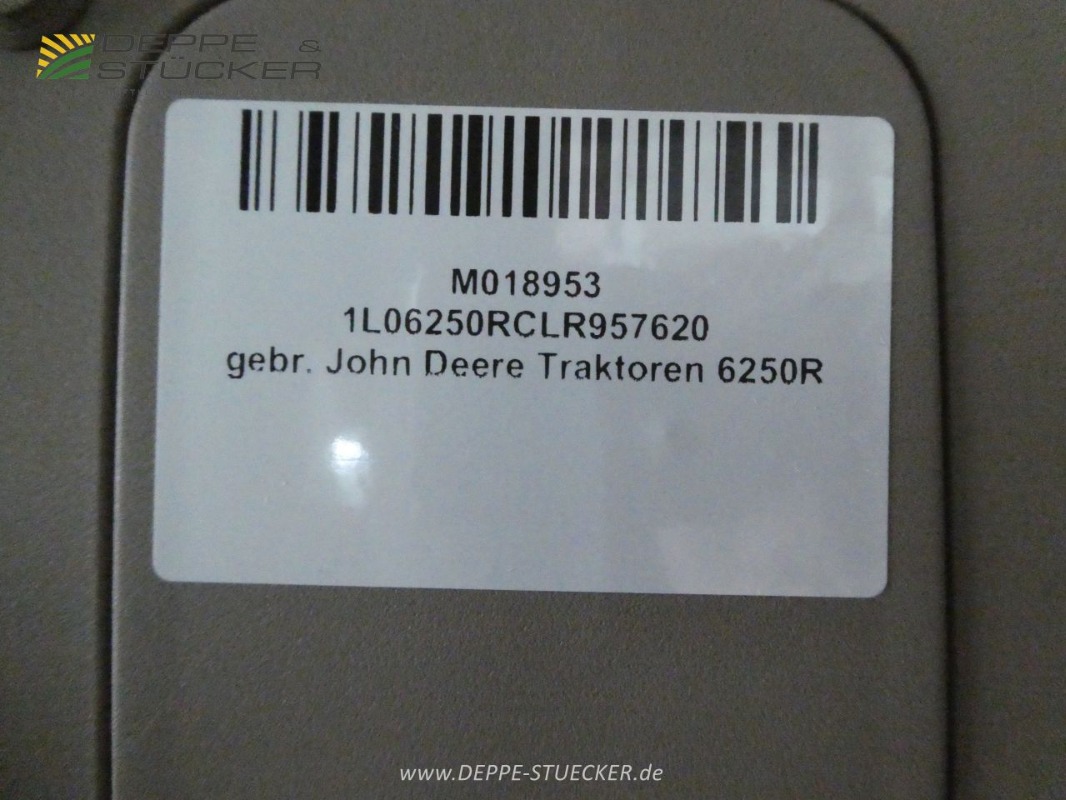 DEPPE &
STÜCKER
M018953
1L06250RCLR957620
gebr. John Deere Traktoren 6250R
www.DEPPE-STUECKER.de